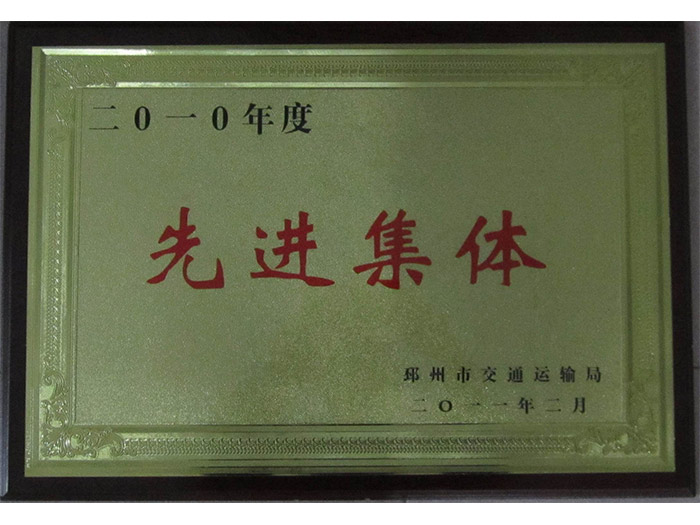 二0一0年度
先进集体
邳州市交通运输局
二0一一年二月